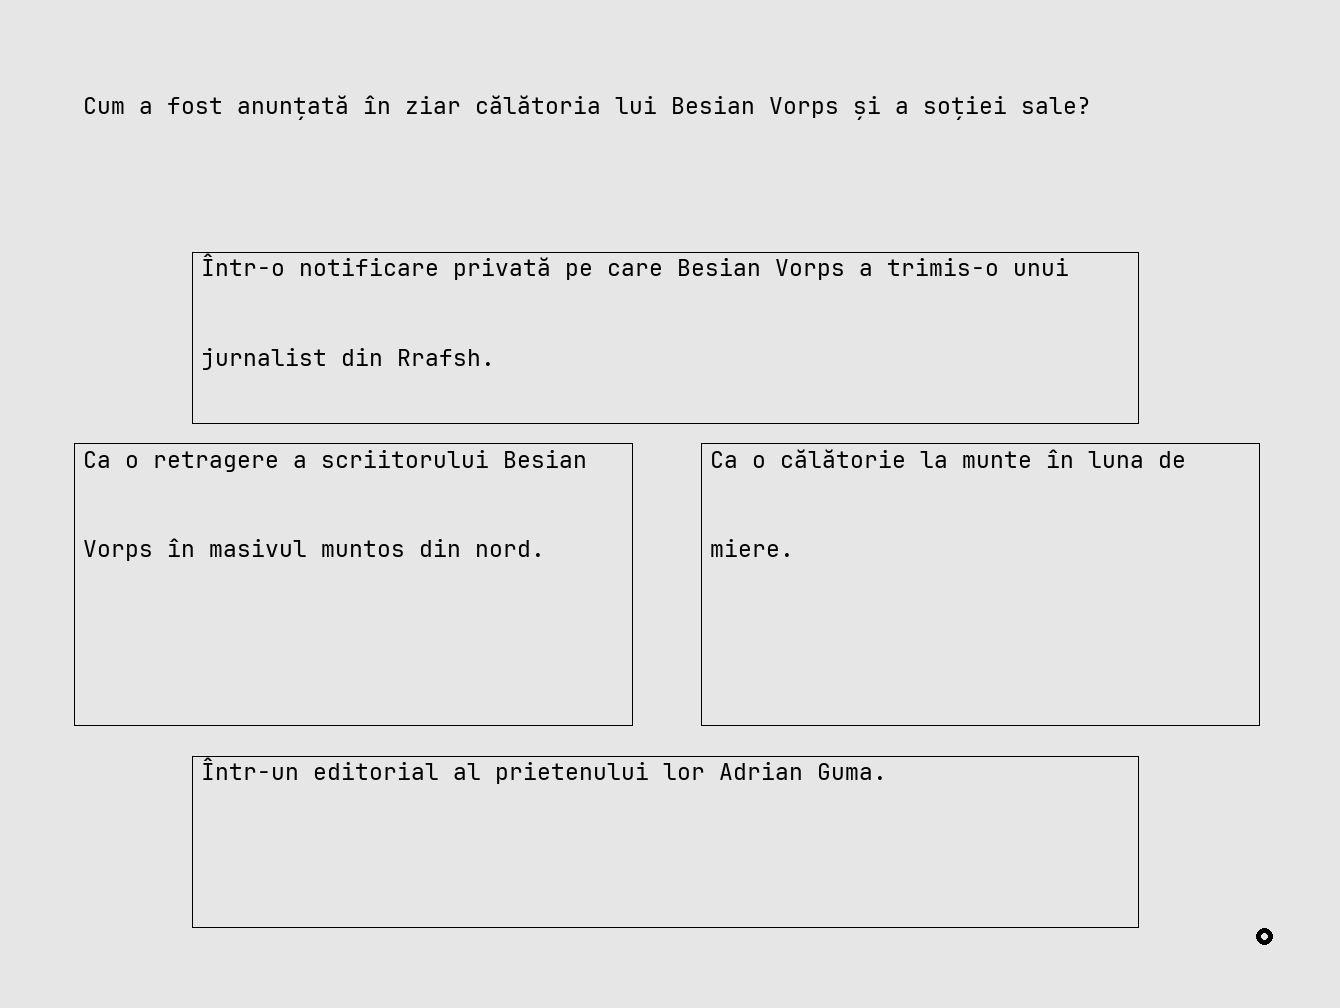 Cum a fost anunțată în ziar călătoria lui Besian Vorps și a soției sale?
Într-o notificare privată pe care Besian Vorps a trimis-o unui
jurnalist din Rrafsh.
Ca o retragere a scriitorului Besian
Vorps în masivul muntos din nord.
Ca o călătorie la munte în luna de
miere.
Într-un editorial al prietenului lor Adrian Guma.